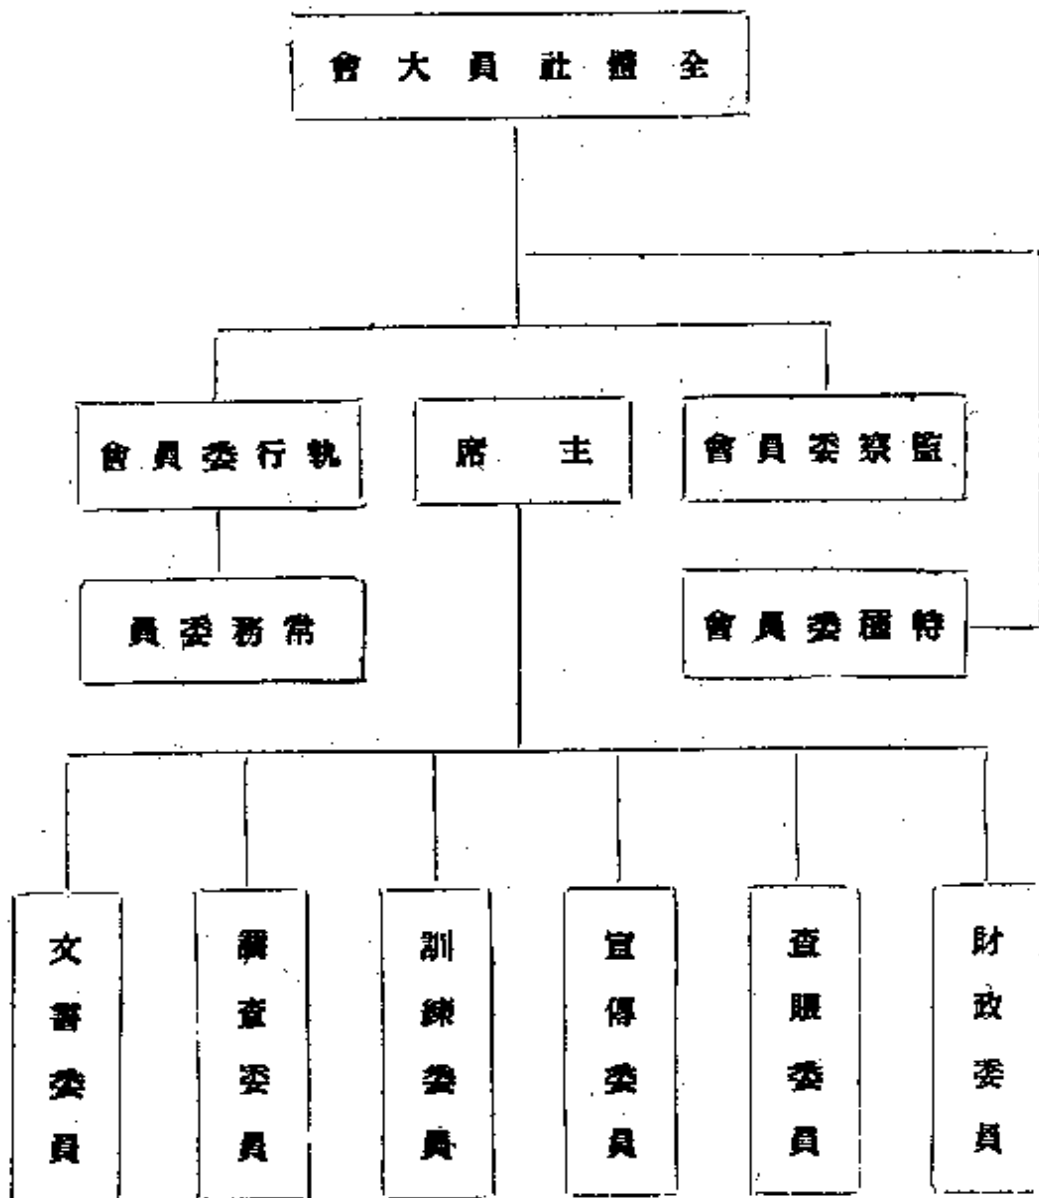 全體社員大會
監察委員會
主席
執行委員會
特種委員會
常務委員
財政委員
查賬委員
宣傳委員
訓練委員
調查委員
文書委員